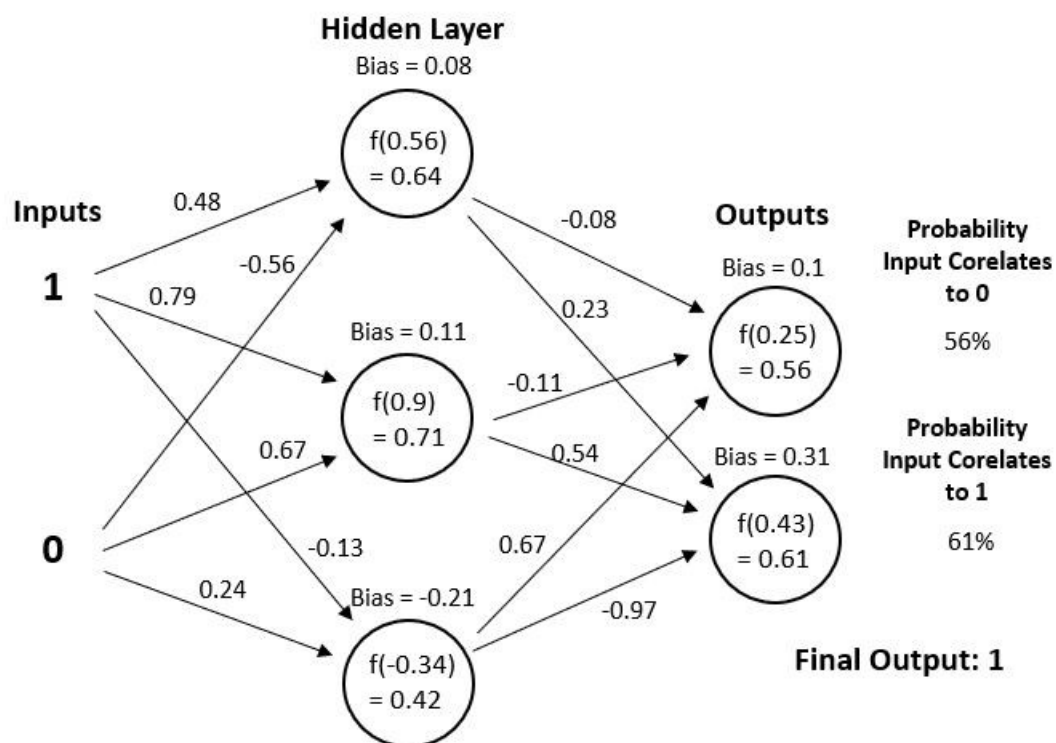 Hidden Layer
Bias = 0.08
f(0.56)
= 0.64
Inputs
0.48
-0.08
Outputs
Probability
Input Corelates
to 0
56%
1
-0.56
0.79
0.23
Bias = 0.1
f(0.25)
= 0.56
Bias = 0.11
f(0.9)
= 0.71
-0.11
0.67
0.54
Probability
Input Corelates
to 1
61%
Bias = 0.31
f(0.43)
= 0.61
0
-0.13
0.67
0.24
Bias = -0.21
-0.97
f(-0.34)
= 0.42
Final Output: 1